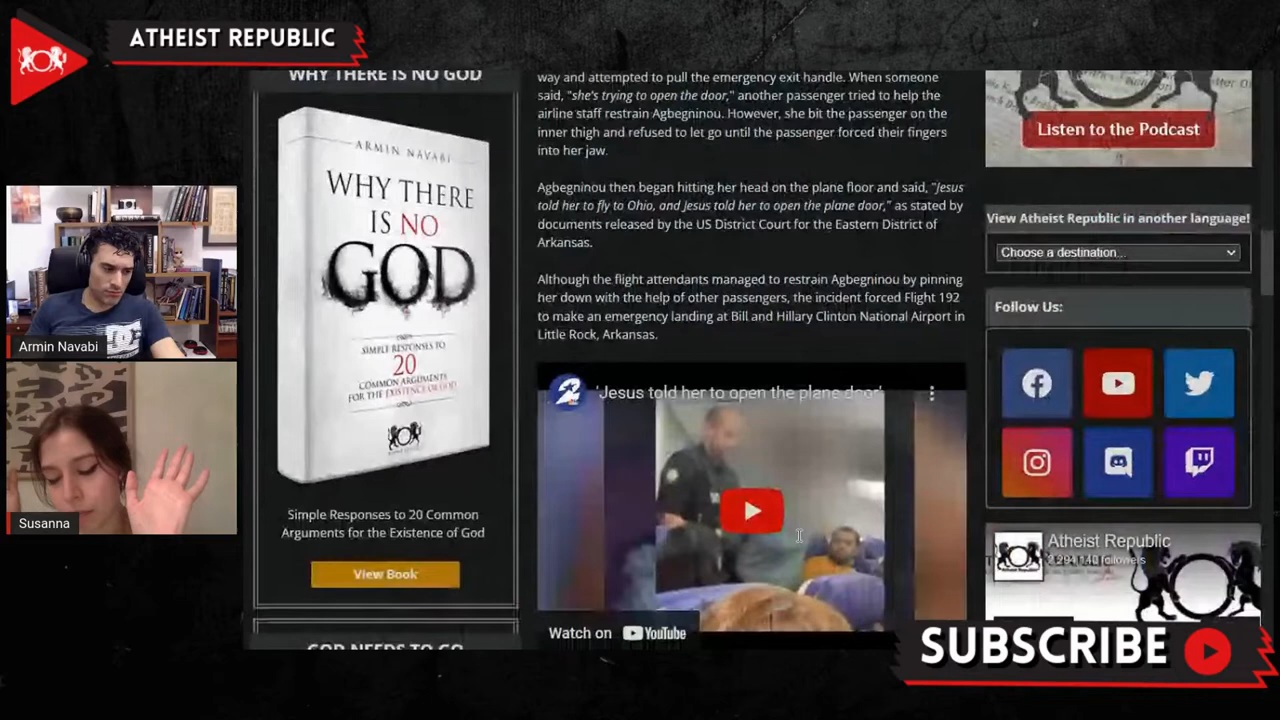 ATHEIST REPUBLIC
WHY THERE IS NO GOD
ARMIN NAVABI
WHY THERE
IS NO
GOD
SIMPLE RESPONSES TO
20
COMMON ARGUMENTS
FOR THE EXISTENCE OF GOD
Simple Responses to 20 Common
Arguments for the Existence of God
View Book
GOD NEEDS TO GO
way and attempted to pull the emergency exit handle. When someone
said, "she's trying to open the door," another passenger tried to help the
airline staff restrain Agbegninou. However, she bit the passenger on the
inner thigh and refused to let go until the passenger forced their fingers
into her jaw.
Agbegninou then began hitting her head on the plane floor and said, "Jesus
told her to fly to Ohio, and Jesus told her to open the plane door," as stated by
documents released by the US District Court for the Eastern District of
Arkansas.
Although the flight attendants managed to restrain Agbegninou by pinning
her down with the help of other passengers, the incident forced Flight 192
to make an emergency landing at Bill and Hillary Clinton National Airport in
Little Rock, Arkansas.
2
'Jesus told her to open the plane door'
Watch on YouTube
Listen to the Podcast
View Atheist Republic in another language!
Choose a destination...
Follow Us:
Atheist Republic
followers
Armin Navabi
Susanna
SUBSCRIBE